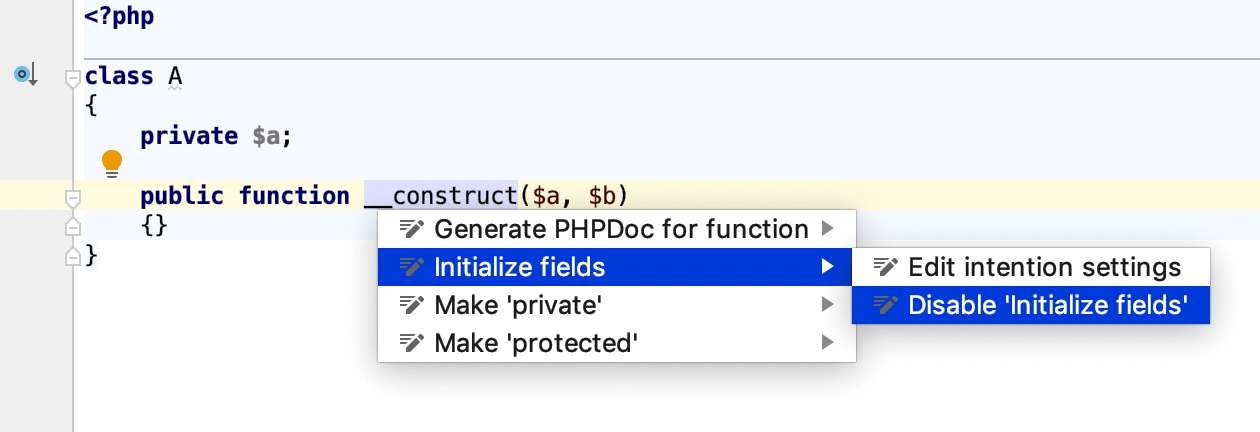 <?php
class A
{
    private $a;
    public function __construct($a, $b)
    {}
Generate PHPDoc for function
}
Initialize fields
Edit intention settings
Make 'private'
Disable 'Initialize fields'
Make 'protected'